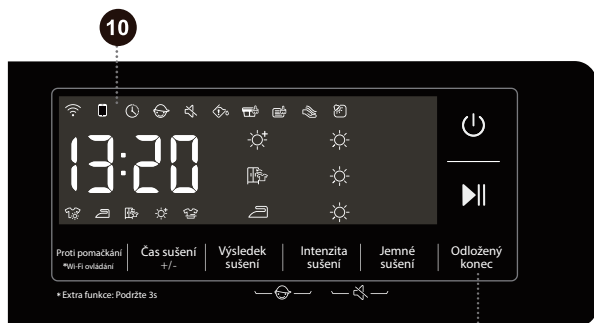 10
13:20
Proti pomačkání
*Wi-Fi ovládání
Čas sušení
+/-
Výsledek
sušení
Intenzita
sušení
Jemné
sušení
Odložený
konec
* Extra funkce: Podržte 3s